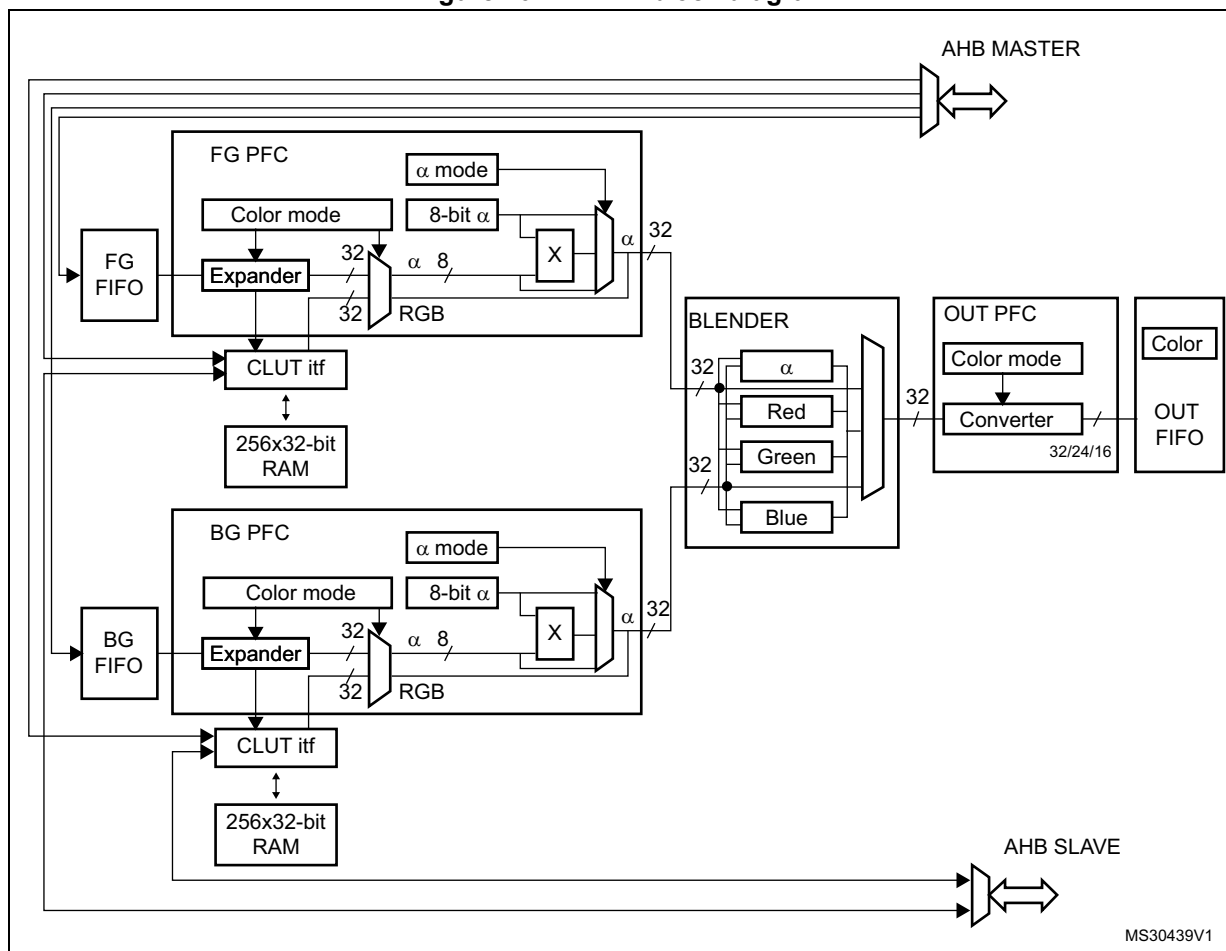 AHB MASTER
FG PFC
α mode
8-bit α
Color mode
FG
FIFO
Expander
32
32
α 8
RGB
X
α
32
CLUT itf
256x32-bit
RAM
BLENDER
32
32
α
Red
Green
Blue
32
OUT PFC
Color mode
Converter
32/24/16
Color
OUT
FIFO
BG PFC
α mode
8-bit α
Color mode
BG
FIFO
Expander
32
32
α 8
RGB
X
α
32
CLUT itf
256x32-bit
RAM
AHB SLAVE
MS30439V1